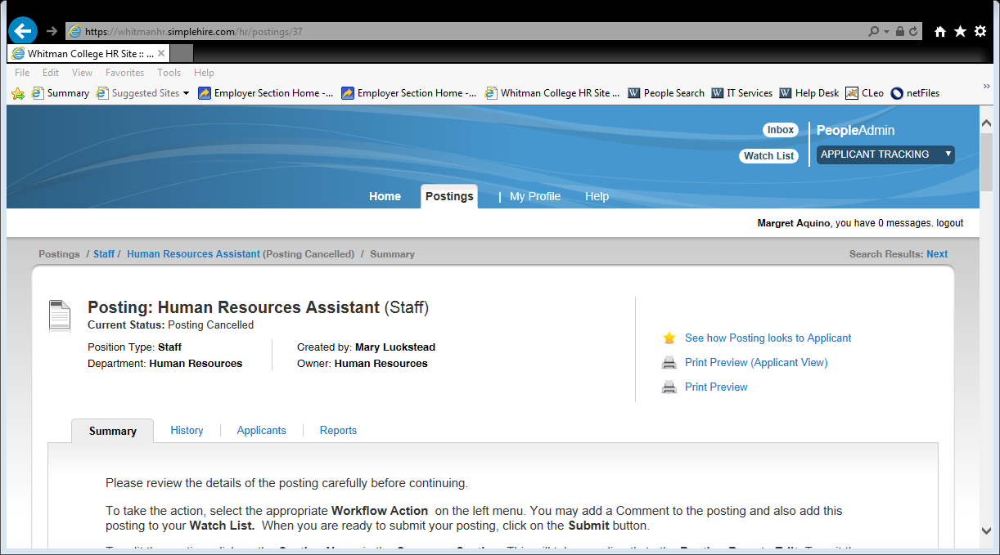 https://whitmanhr.simplehire.com/hr/postings/37
Whitman College HR Site :: ...
File Edit View Favorites Tools Help
Summary Suggested Sites Employer Section Home -... Employer Section Home -... Whitman College HR Site ... People Search IT Services Help Desk CLeo netFiles
Inbox
PeopleAdmin
Watch List
APPLICANT TRACKING
Home Postings | My Profile Help
Margret Aquino, you have 0 messages. logout
Postings / Staff / Human Resources Assistant (Posting Cancelled) / Summary
Search Results: Next
Posting: Human Resources Assistant (Staff)
Current Status: Posting Cancelled
Position Type: Staff
Department: Human Resources
Created by: Mary Luckstead
Owner: Human Resources
See how Posting looks to Applicant
Print Preview (Applicant View)
Print Preview
Summary History Applicants Reports
Please review the details of the posting carefully before continuing.
To take the action, select the appropriate Workflow Action on the left menu. You may add a Comment to the posting and also add this
posting to your Watch List. When you are ready to submit your posting, click on the Submit button.